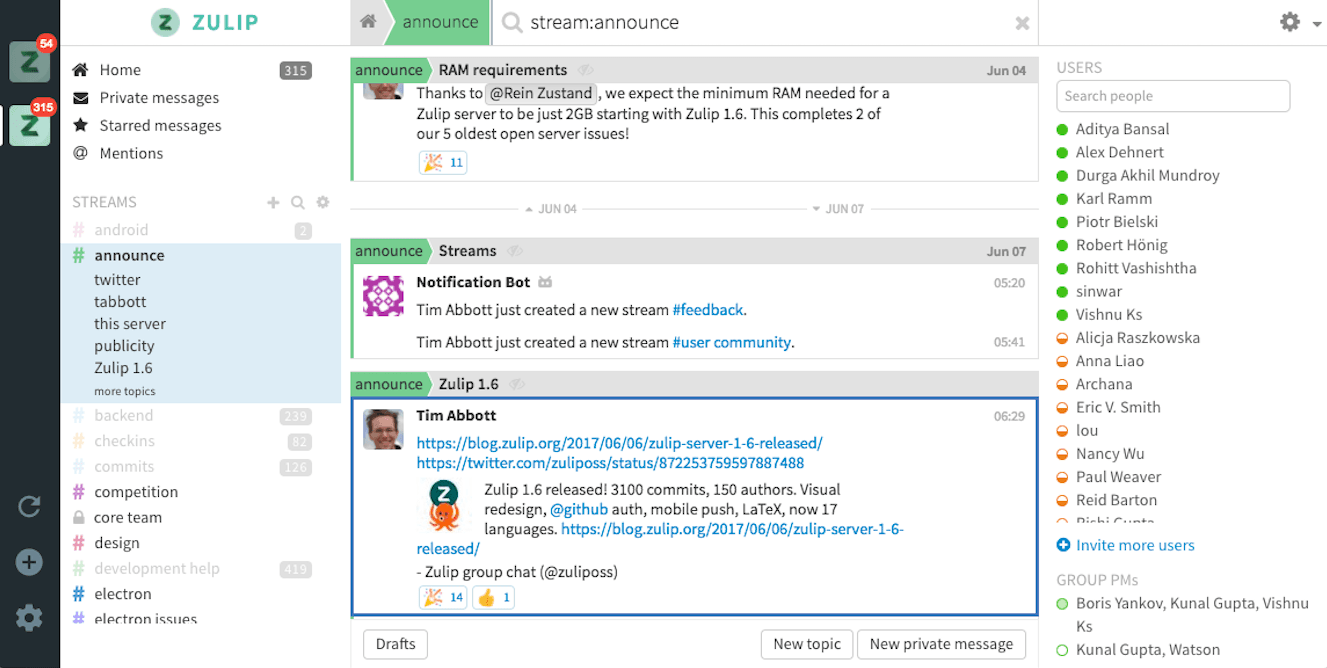 54
315
ZULIP
Home 315
Private messages
Starred messages
@ Mentions
STREAMS
# android 2
# announce
twitter
tabbott
this server
publicity
Zulip 1.6
more topics
# backend 239
# checkins 82
# commits 126
# competition
core team
# design
# development help 419
# electron
# electron issues
announce stream:announce
announce RAM requirements Jun 04
Thanks to @Rein Zustand , we expect the minimum RAM needed for a
Zulip server to be just 2GB starting with Zulip 1.6. This completes 2 of
our 5 oldest open server issues!
11
JUN 04 JUN 07
announce Streams Jun 07
Notification Bot 05:20
Tim Abbott just created a new stream #feedback.
Tim Abbott just created a new stream #user community. 05:41
announce Zulip 1.6
Tim Abbott 06:29
https://blog.zulip.org/2017/06/06/zulip-server-1-6-released/
https://twitter.com/zuliposs/status/872253759597887488
Zulip 1.6 released! 3100 commits, 150 authors. Visual
redesign, @github auth, mobile push, LaTeX, now 17
languages. https://blog.zulip.org/2017/06/06/zulip-server-1-6-
released/
- Zulip group chat (@zuliposs)
14 1
Drafts New topic New private message
USERS
Search people
Aditya Bansal
Alex Dehnert
Durga Akhil Mundroy
Karl Ramm
Piotr Bielski
Robert Hönig
Rohitt Vashishtha
sinwar
Vishnu Ks
Alicja Raszkowska
Anna Liao
Archana
Eric V. Smith
lou
Nancy Wu
Paul Weaver
Reid Barton
Rishi Gupta
Invite more users
GROUP PMs
Boris Yankov, Kunal Gupta, Vishnu
Ks
Kunal Gupta, Watson